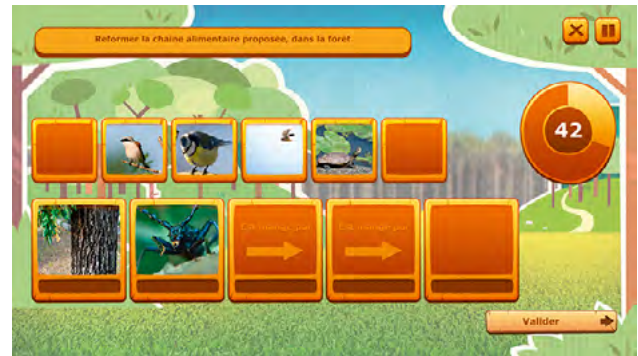 Reformer la chaîne alimentaire proposée, dans la forêt
42
Est mangé par
Est mangé par
Valider